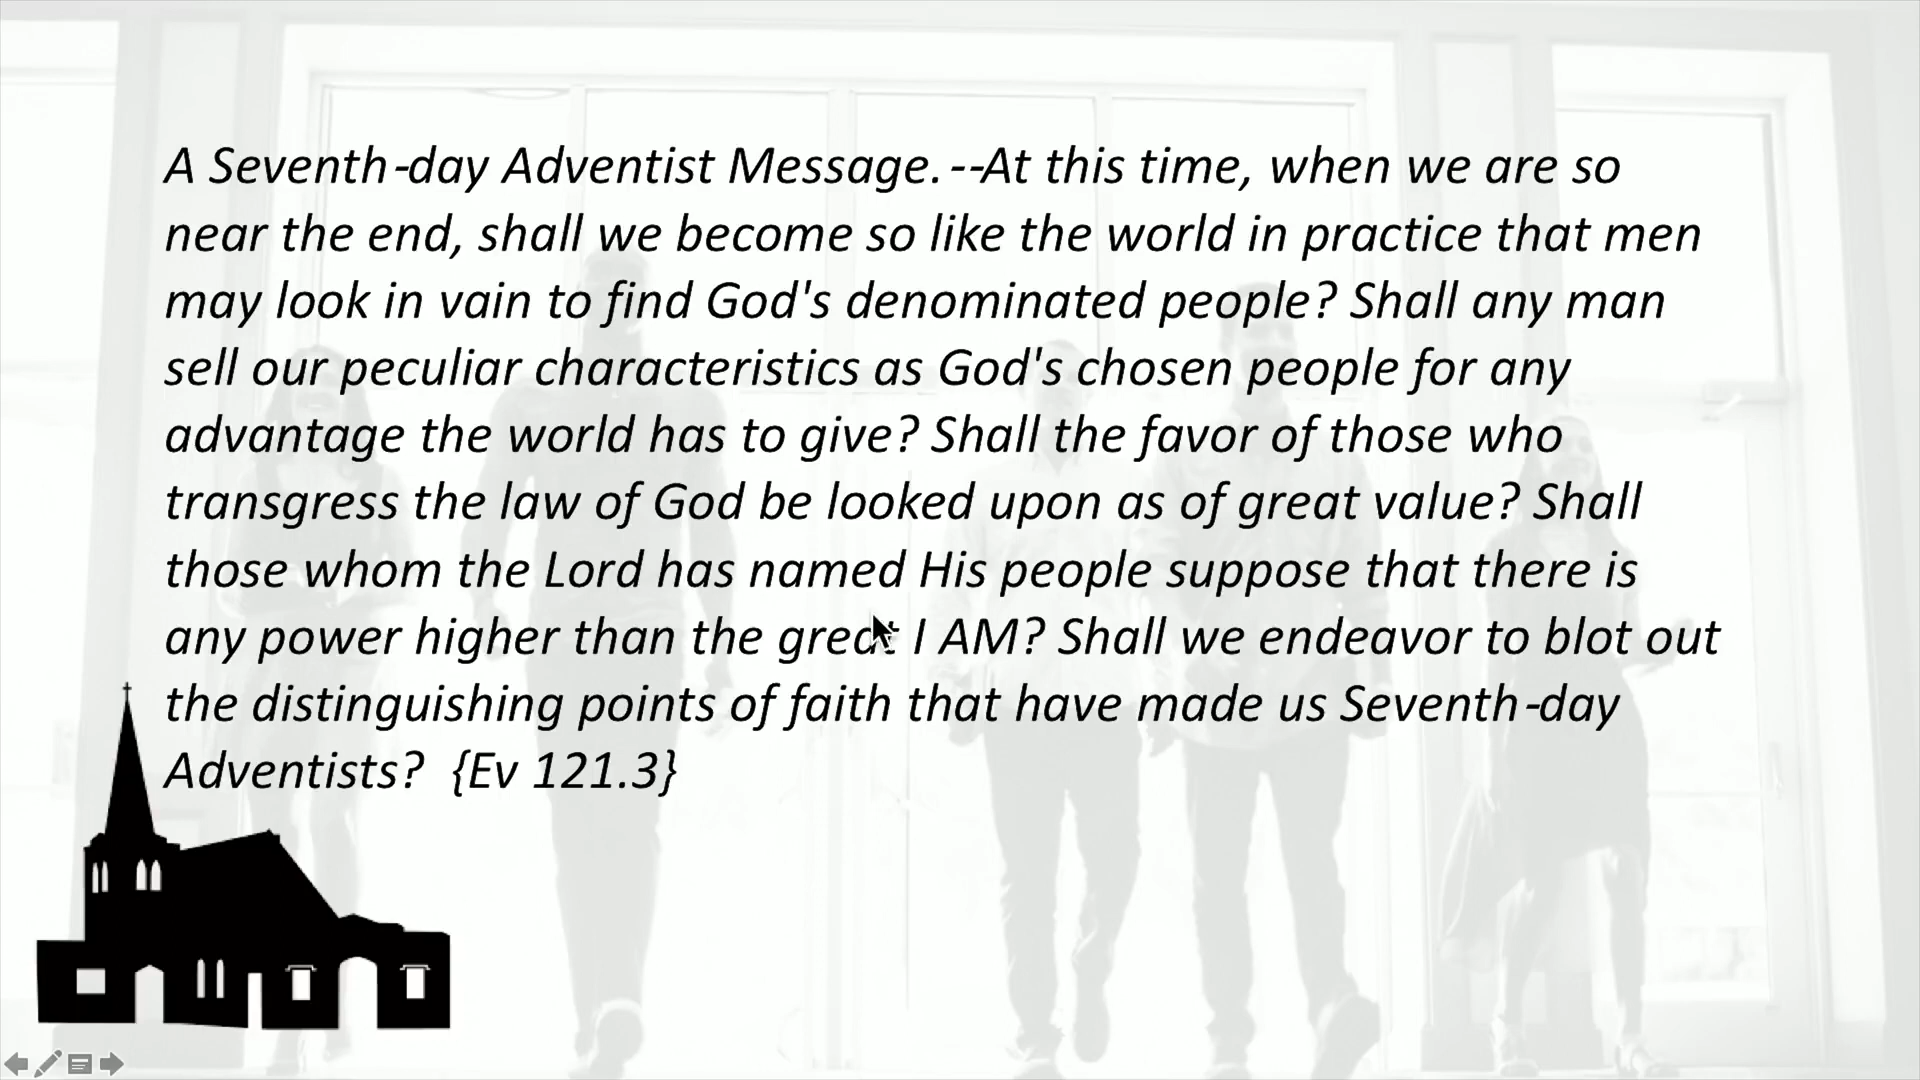 A Seventh-day Adventist Message.--At this time, when we are so
near the end, shall we become so like the world in practice that men
may look in vain to find God's denominated people? Shall any man
sell our peculiar characteristics as God's chosen people for any
advantage the world has to give? Shall the favor of those who
transgress the law of God be looked upon as of great value? Shall
those whom the Lord has named His people suppose that there is
any power higher than the great I AM? Shall we endeavor to blot out
the distinguishing points of faith that have made us Seventh-day
Adventists?  {Ev 121.3}